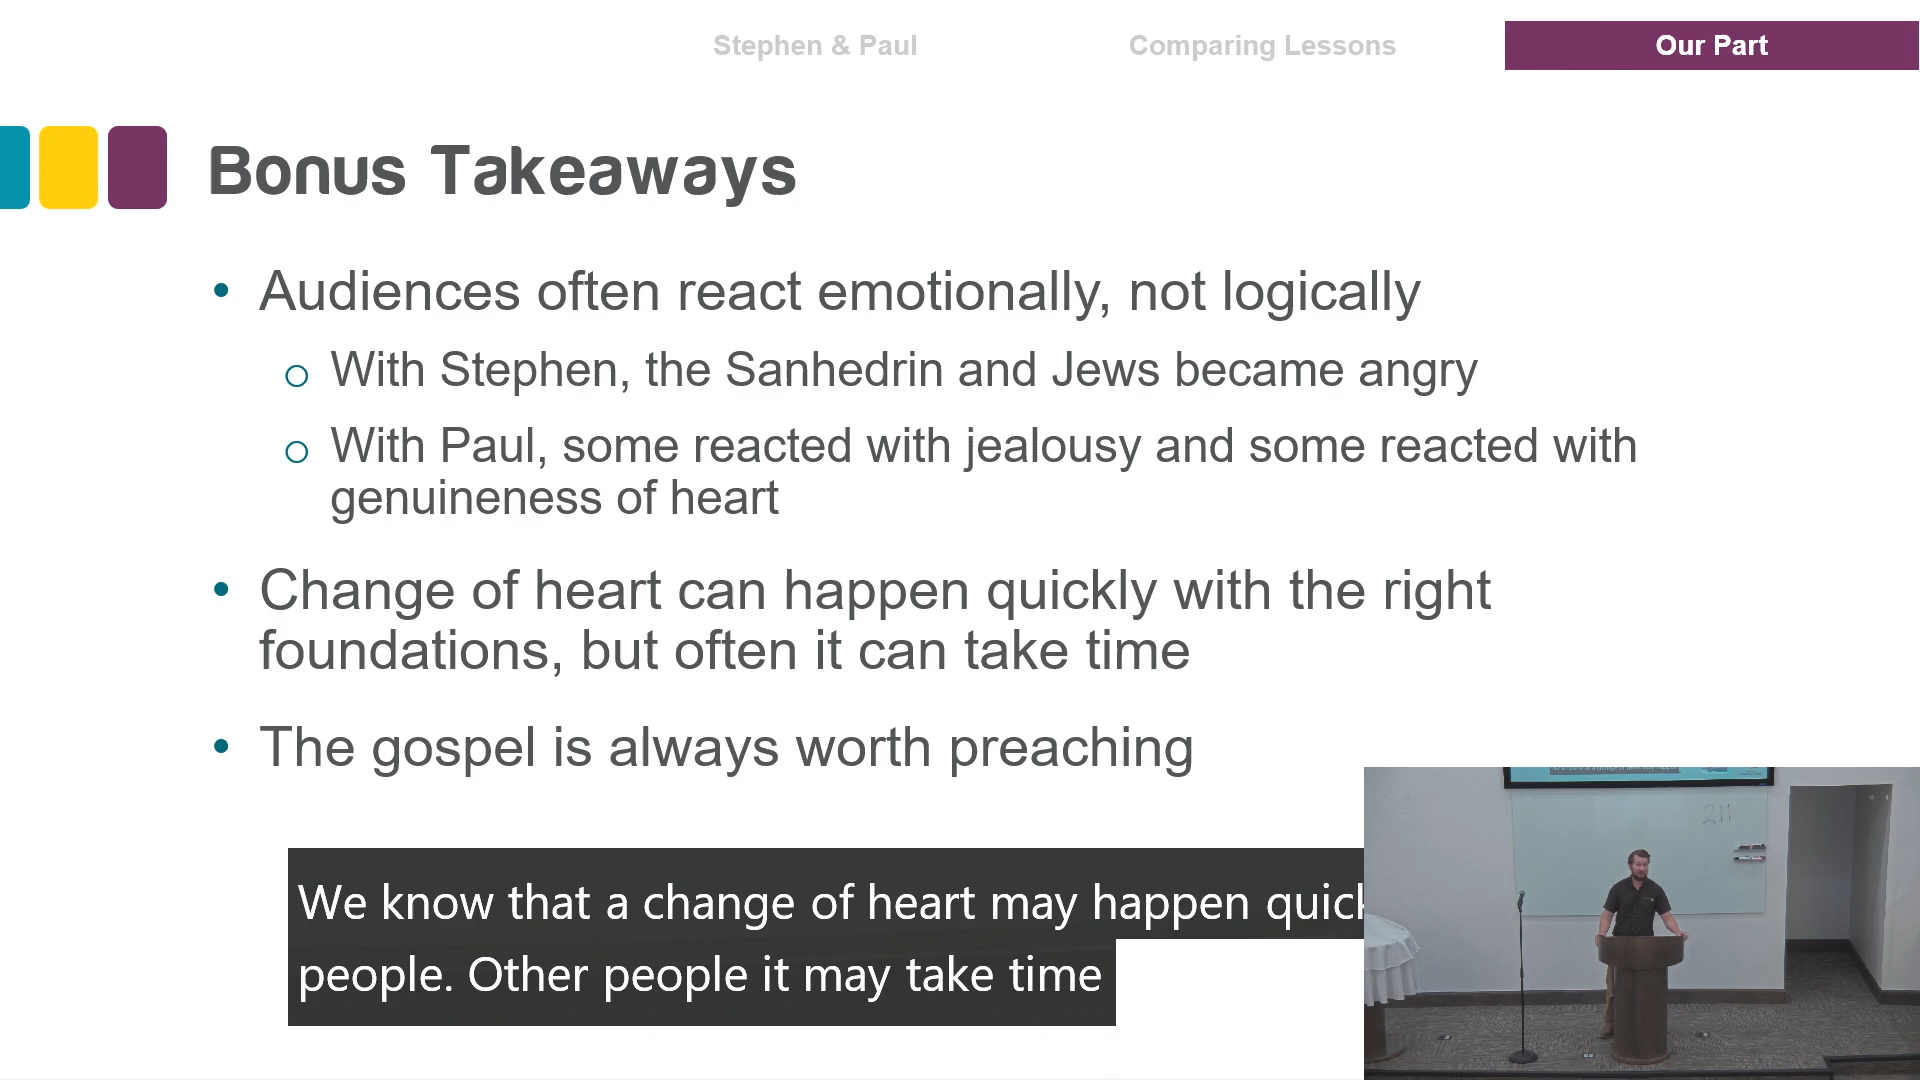 Stephen & Paul
Comparing Lessons
Our Part
Bonus Takeaways
• Audiences often react emotionally, not logically
o With Stephen, the Sanhedrin and Jews became angry
o With Paul, some reacted with jealousy and some reacted with
genuineness of heart
• Change of heart can happen quickly with the right
foundations, but often it can take time
• The gospel is always worth preaching
We know that a change of heart may happen
people. Other people it may take time
211